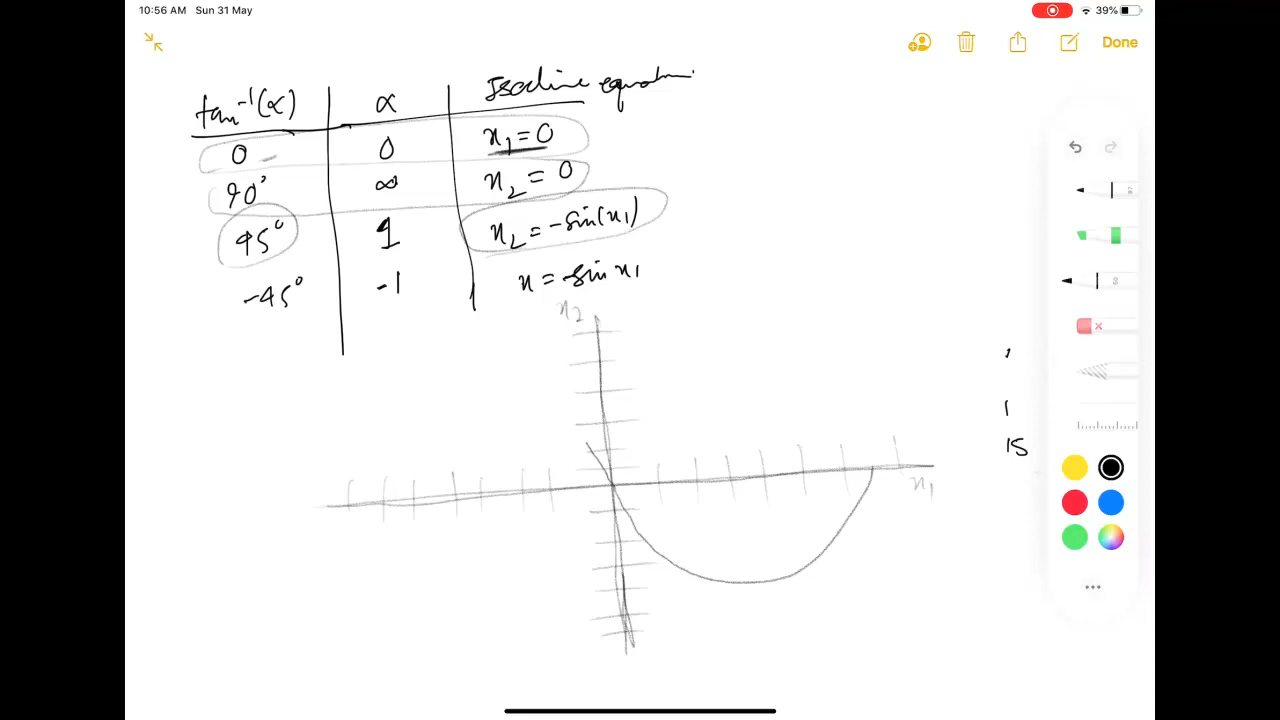 10:56 AM Sun 31 May
39%
Done
tan⁻¹(α) α Isocline equation
0 0 x₁ = 0
90° ∞ x₂ = 0
45° 1 x₂ = -sin(x₁)
-45° -1 x = sin x₁
x₂
x₁
1
15